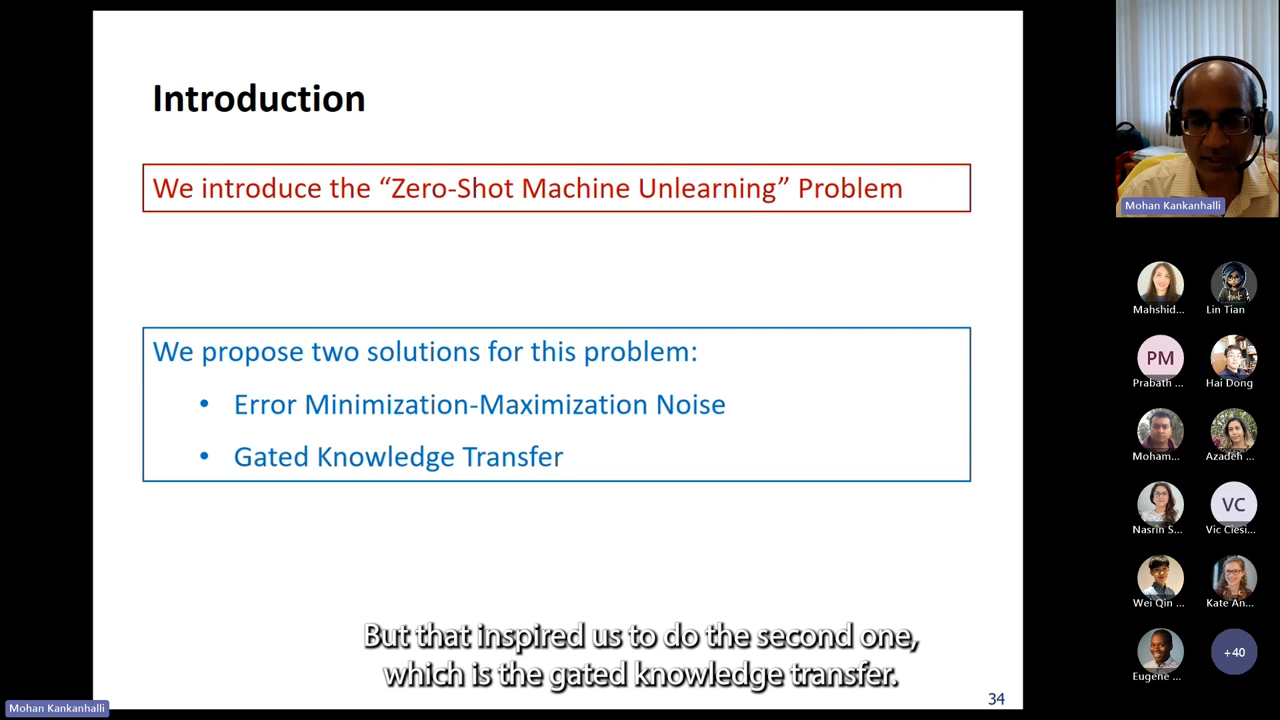 Introduction
We introduce the “Zero-Shot Machine Unlearning” Problem
We propose two solutions for this problem:
• Error Minimization-Maximization Noise
• Gated Knowledge Transfer
But that inspired us to do the second one,
which is the gated knowledge transfer.
34
Mohan Kankanhalli
Mohan Kankanhalli
Mahshid...
Lin Tian
PM
Prabath ...
Hai Dong
Moham...
Azadeh ...
Nasrin S...
VC
Vic Ciesi...
Wei Qin ...
Kate An...
Eugene ...
+40